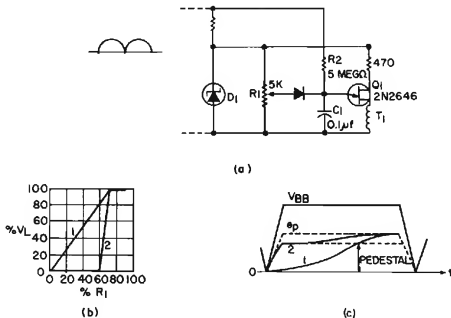 R2
5 MEGΩ
470
Q1
2N2646
D1
R1
5K
C1
0.1μf
T1
(a)
%VL
100
80
60
40
20
0
1
2
0 20 40 60 80 100
% R1
(b)
VBB
ep
2
1
PEDESTAL
0
t
(c)